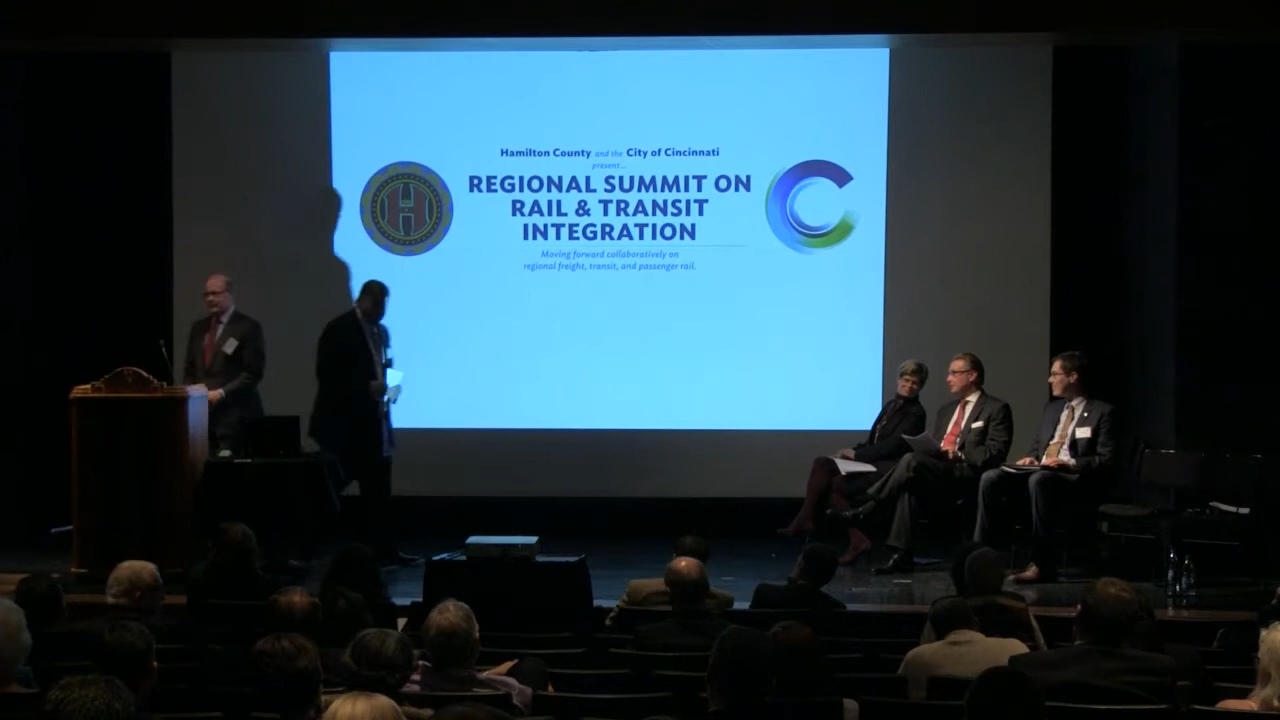 Hamilton County and the City of Cincinnati
present...
REGIONAL SUMMIT ON
RAIL & TRANSIT
INTEGRATION
Moving forward collaboratively on
regional freight, transit, and passenger rail.
H
C